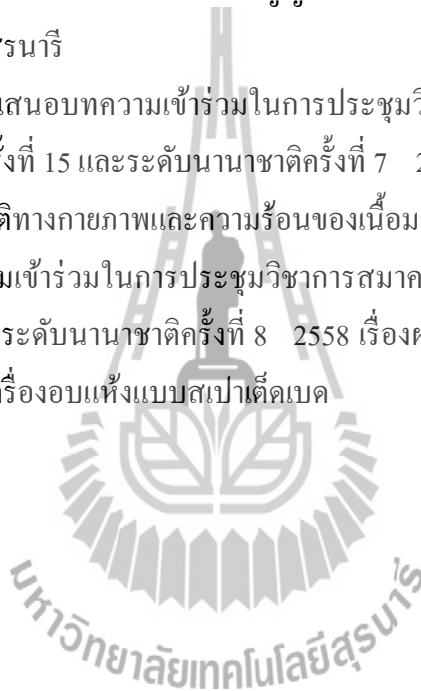 รนารี
สนอบทความเข้าร่วมในการประชุมวิ
ที่ 15 และระดับนานาชาติครั้งที่ 7
ทางกายภาพและความร้อนของเนื้อม
เข้าร่วมในการประชุมวิชาการสมาค
ระดับนานาชาติครั้งที่ 8 2558 เรื่อง
รื่องอบแห้งแบบสเปาเต็ดเบด
มหาวิทยาลัยเทคโนโลยีสุรนารี